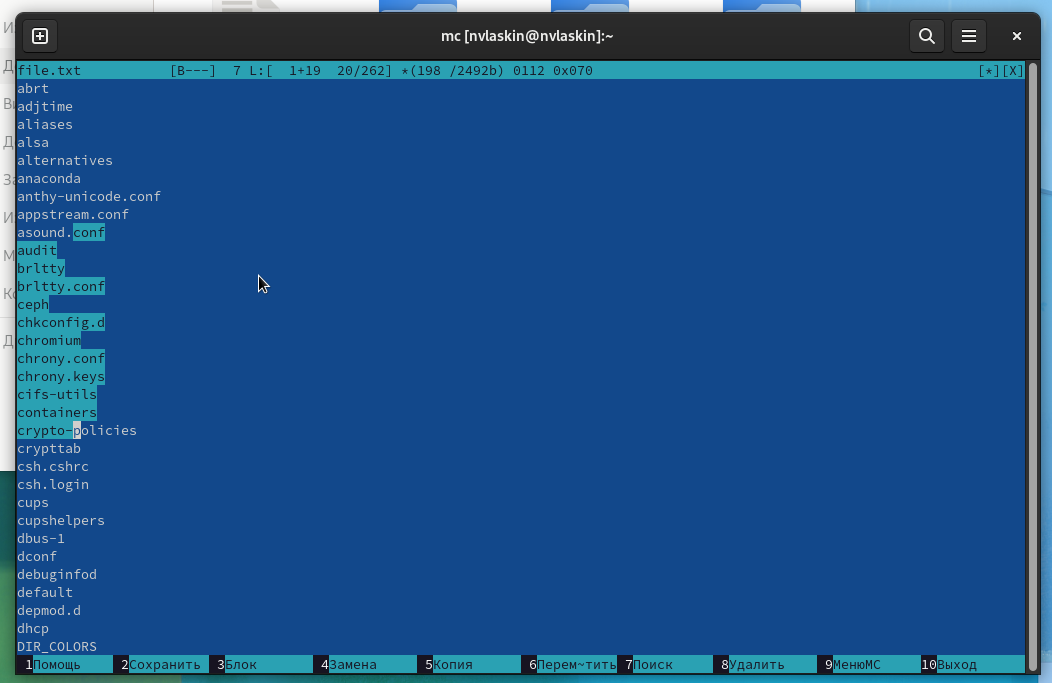 mc [nvlaskin@nvlaskin]:~
file.txt [B---] 7 L:[ 1+19 20/262] *(198 /2492b) 0112 0x070 [*][X]
abrt
adjtime
aliases
alsa
alternatives
anaconda
anthy-unicode.conf
appstream.conf
asound.conf
audit
brltty
brltty.conf
ceph
chkconfig.d
chromium
chrony.conf
chrony.keys
cifs-utils
containers
crypto-policies
crypttab
csh.cshrc
csh.login
cups
cupshelpers
dbus-1
dconf
debuginfod
default
depmod.d
dhcp
DIR_COLORS
1Помощь 2Сохранить 3Блок 4Замена 5Копия 6Перем~тить 7Поиск 8Удалить 9МенюMC 10Выход